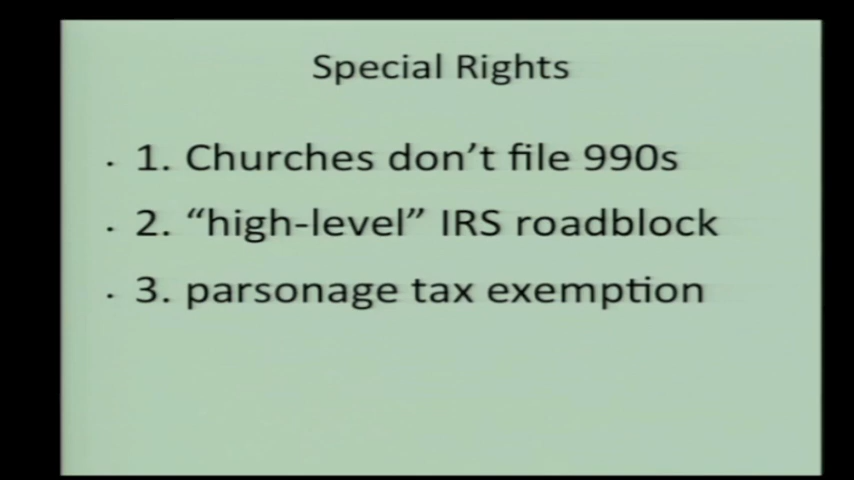 Special Rights
· 1. Churches don’t file 990s
· 2. “high-level” IRS roadblock
· 3. parsonage tax exemption